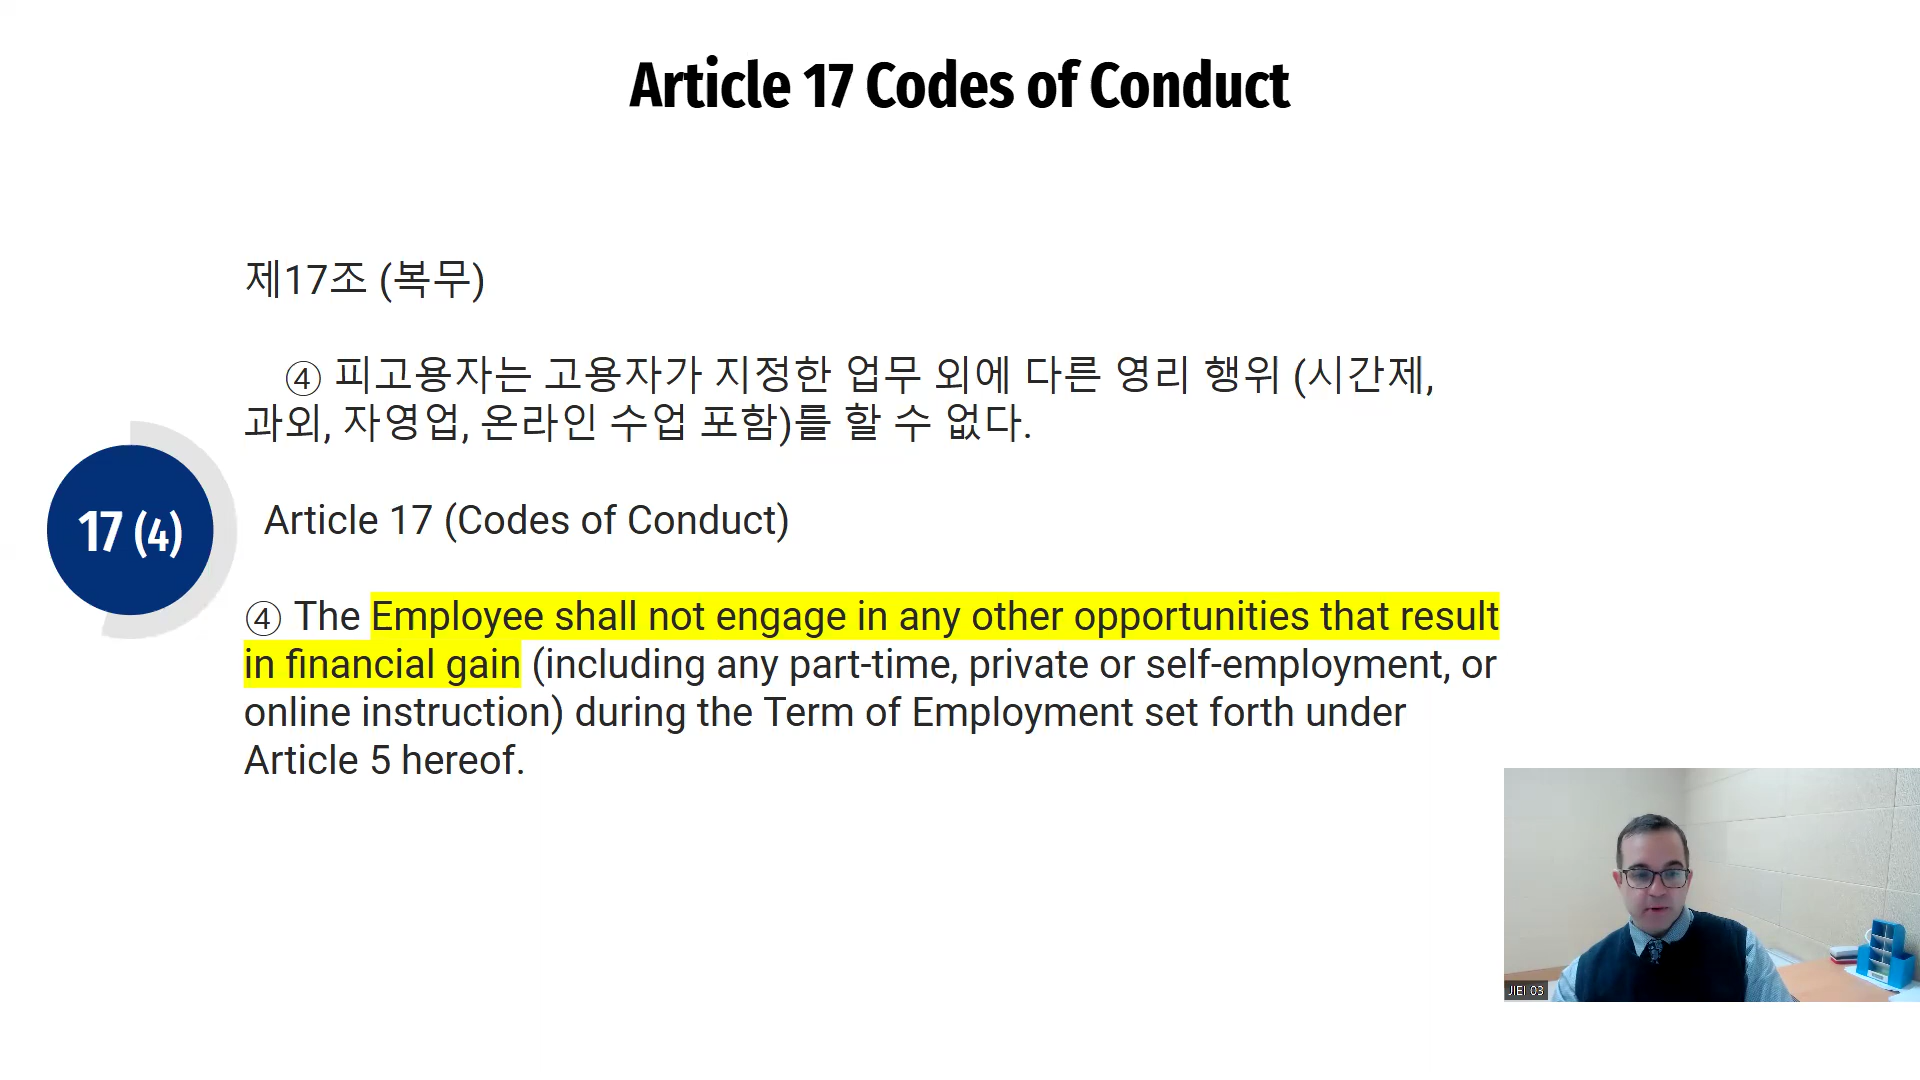 Article 17 Codes of Conduct
제17조 (복무)
④ 피고용자는 고용자가 지정한 업무 외에 다른 영리 행위 (시간제,
과외, 자영업, 온라인 수업 포함)를 할 수 없다.
17 (4)
Article 17 (Codes of Conduct)
④ The Employee shall not engage in any other opportunities that result
in financial gain (including any part-time, private or self-employment, or
online instruction) during the Term of Employment set forth under
Article 5 hereof.
JIEI 03